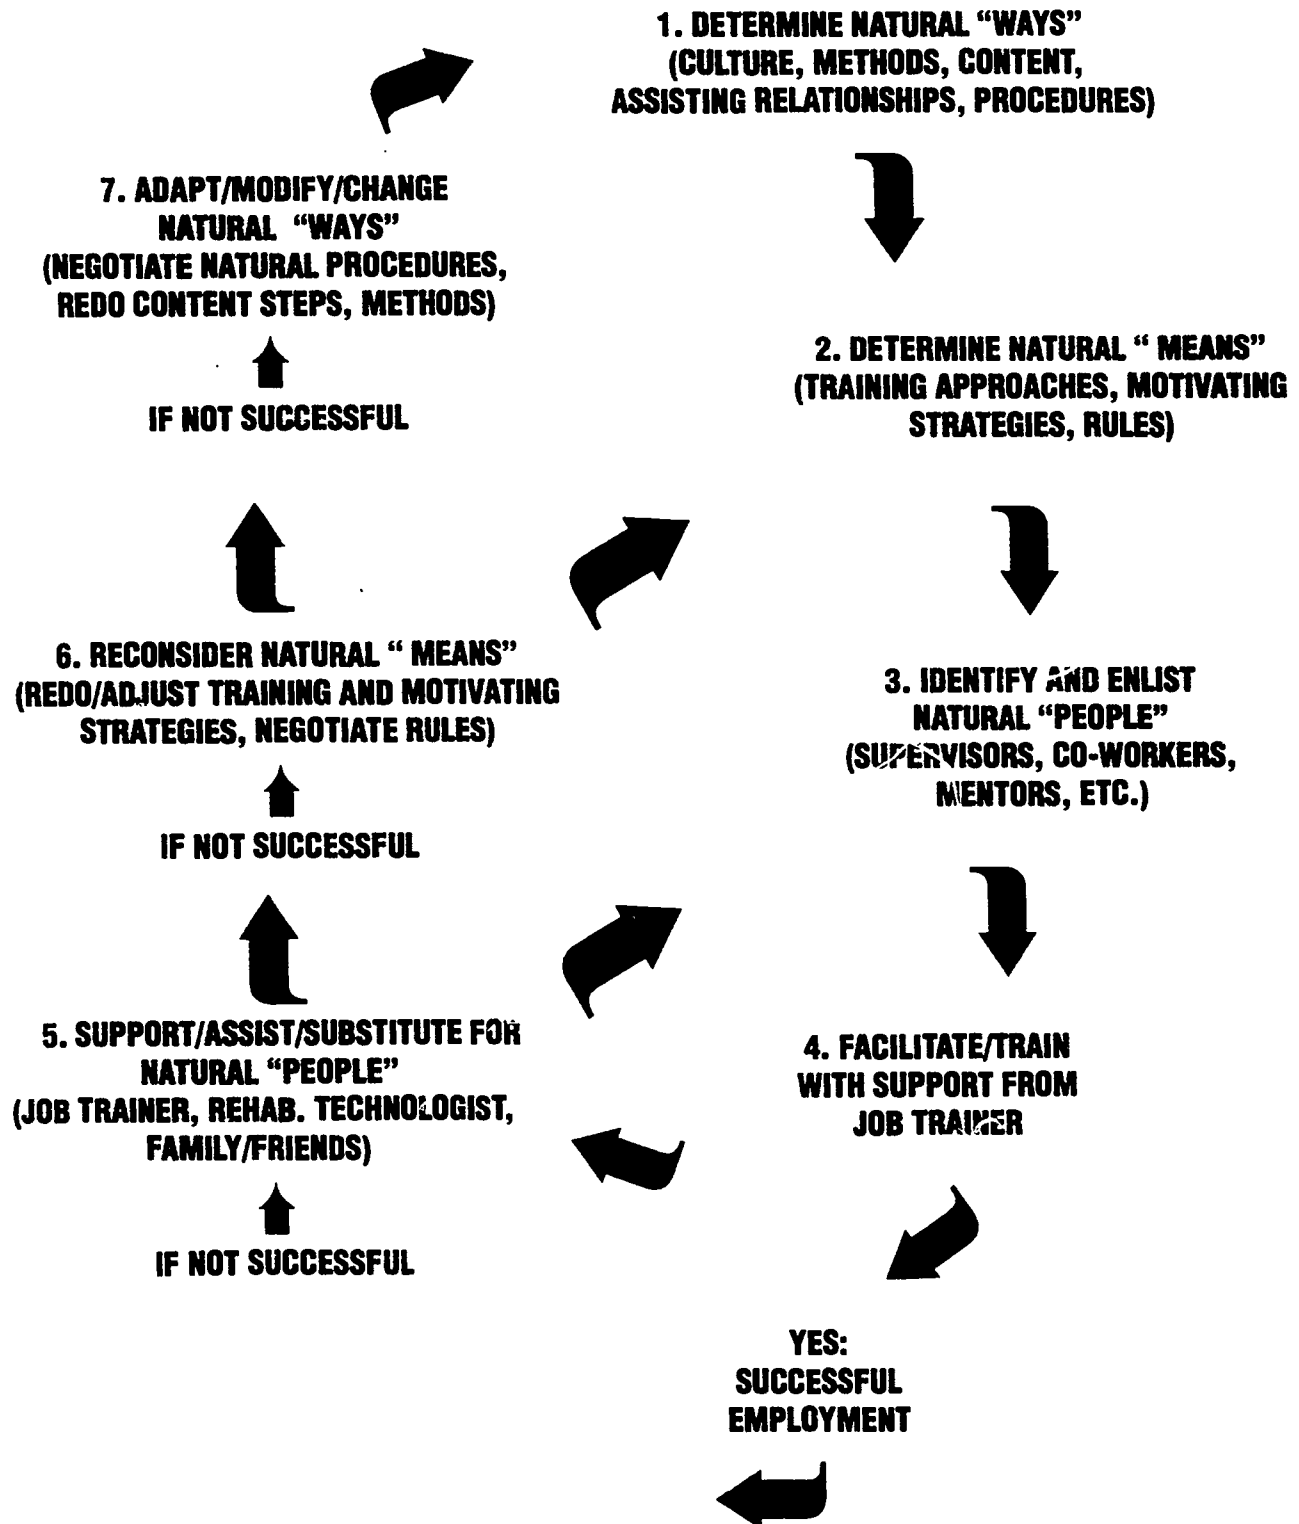 1. DETERMINE NATURAL “WAYS”
(CULTURE, METHODS, CONTENT,
ASSISTING RELATIONSHIPS, PROCEDURES)
2. DETERMINE NATURAL “ MEANS”
(TRAINING APPROACHES, MOTIVATING
STRATEGIES, RULES)
3. IDENTIFY AND ENLIST
NATURAL “PEOPLE”
(SUPERVISORS, CO-WORKERS,
MENTORS, ETC.)
4. FACILITATE/TRAIN
WITH SUPPORT FROM
JOB TRAINER
YES:
SUCCESSFUL
EMPLOYMENT
IF NOT SUCCESSFUL
5. SUPPORT/ASSIST/SUBSTITUTE FOR
NATURAL “PEOPLE”
(JOB TRAINER, REHAB. TECHNOLOGIST,
FAMILY/FRIENDS)
IF NOT SUCCESSFUL
6. RECONSIDER NATURAL “ MEANS”
(REDO/ADJUST TRAINING AND MOTIVATING
STRATEGIES, NEGOTIATE RULES)
IF NOT SUCCESSFUL
7. ADAPT/MODIFY/CHANGE
NATURAL “WAYS”
(NEGOTIATE NATURAL PROCEDURES,
REDO CONTENT STEPS, METHODS)